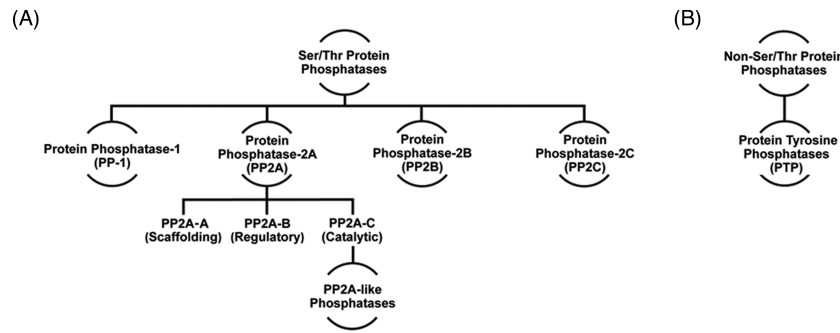 (A)
(B)
Ser/Thr Protein
Phosphatases
Non-Ser/Thr Protein
Phosphatases
Protein Phosphatase-1
(PP-1)
Protein
Phosphatase-2A
(PP2A)
Protein
Phosphatase-2B
(PP2B)
Protein
Phosphatase-2C
(PP2C)
Protein Tyrosine
Phosphatases
(PTP)
PP2A-A
(Scaffolding)
PP2A-B
(Regulatory)
PP2A-C
(Catalytic)
PP2A-like
Phosphatases